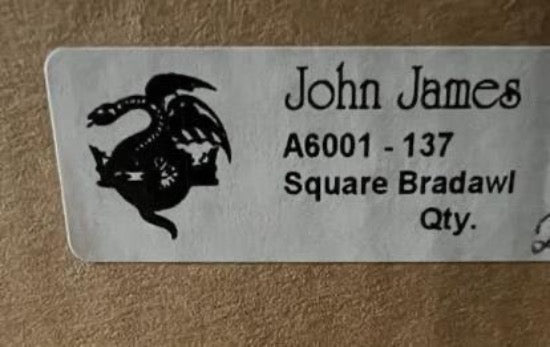 John James
A6001 - 137
Square Bradawl
Qty.